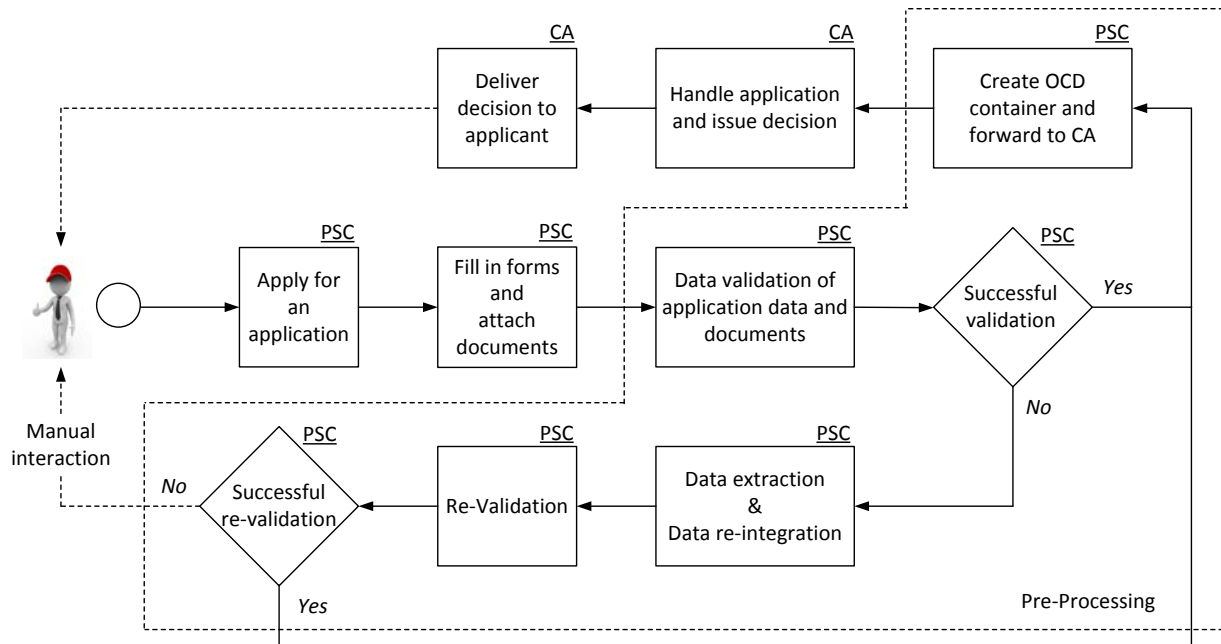 CA
Deliver
decision to
applicant
CA
Handle application
and issue decision
PSC
Create OCD
container and
forward to CA
PSC
Apply for
an
application
PSC
Fill in forms
and
attach
documents
PSC
Data validation of
application data and
documents
PSC
Successful
validation
Yes
No
Manual
interaction
No
PSC
Successful
re-validation
Yes
PSC
Re-Validation
PSC
Data extraction
&
Data re-integration
Pre-Processing